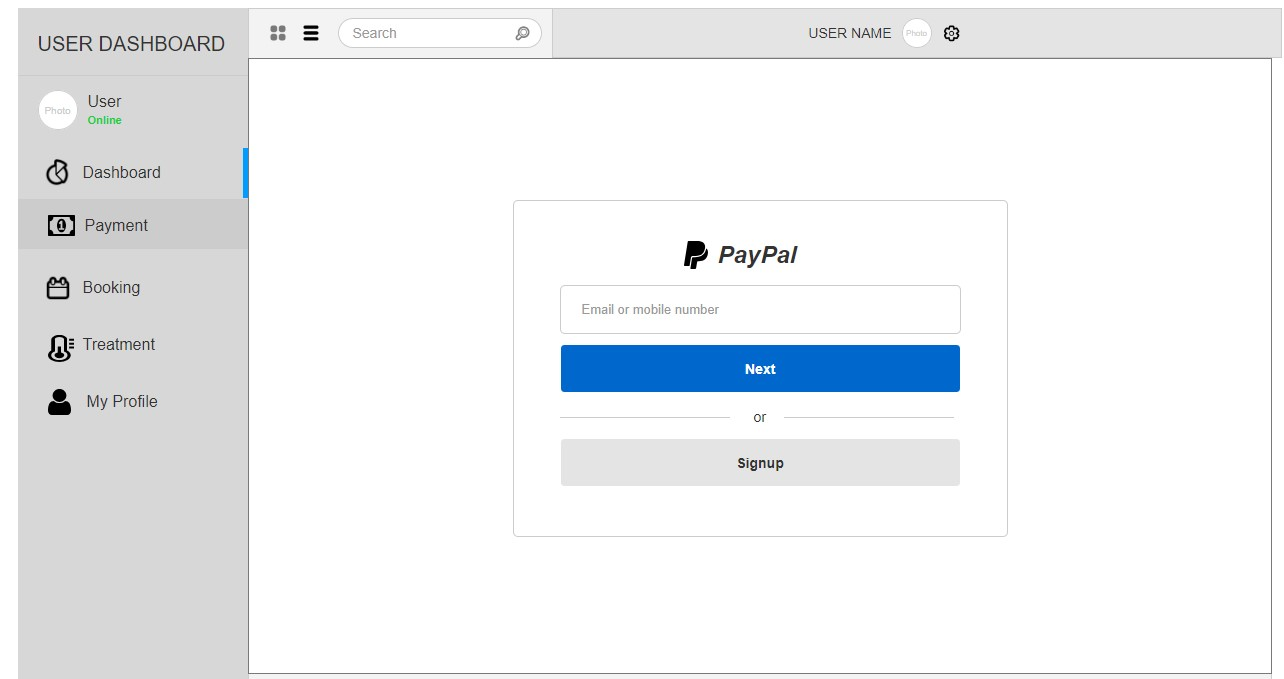 USER DASHBOARD
Search
USER NAME
Photo
Photo
User
Online
Dashboard
Payment
Booking
Treatment
My Profile
PayPal
Email or mobile number
Next
or
Signup